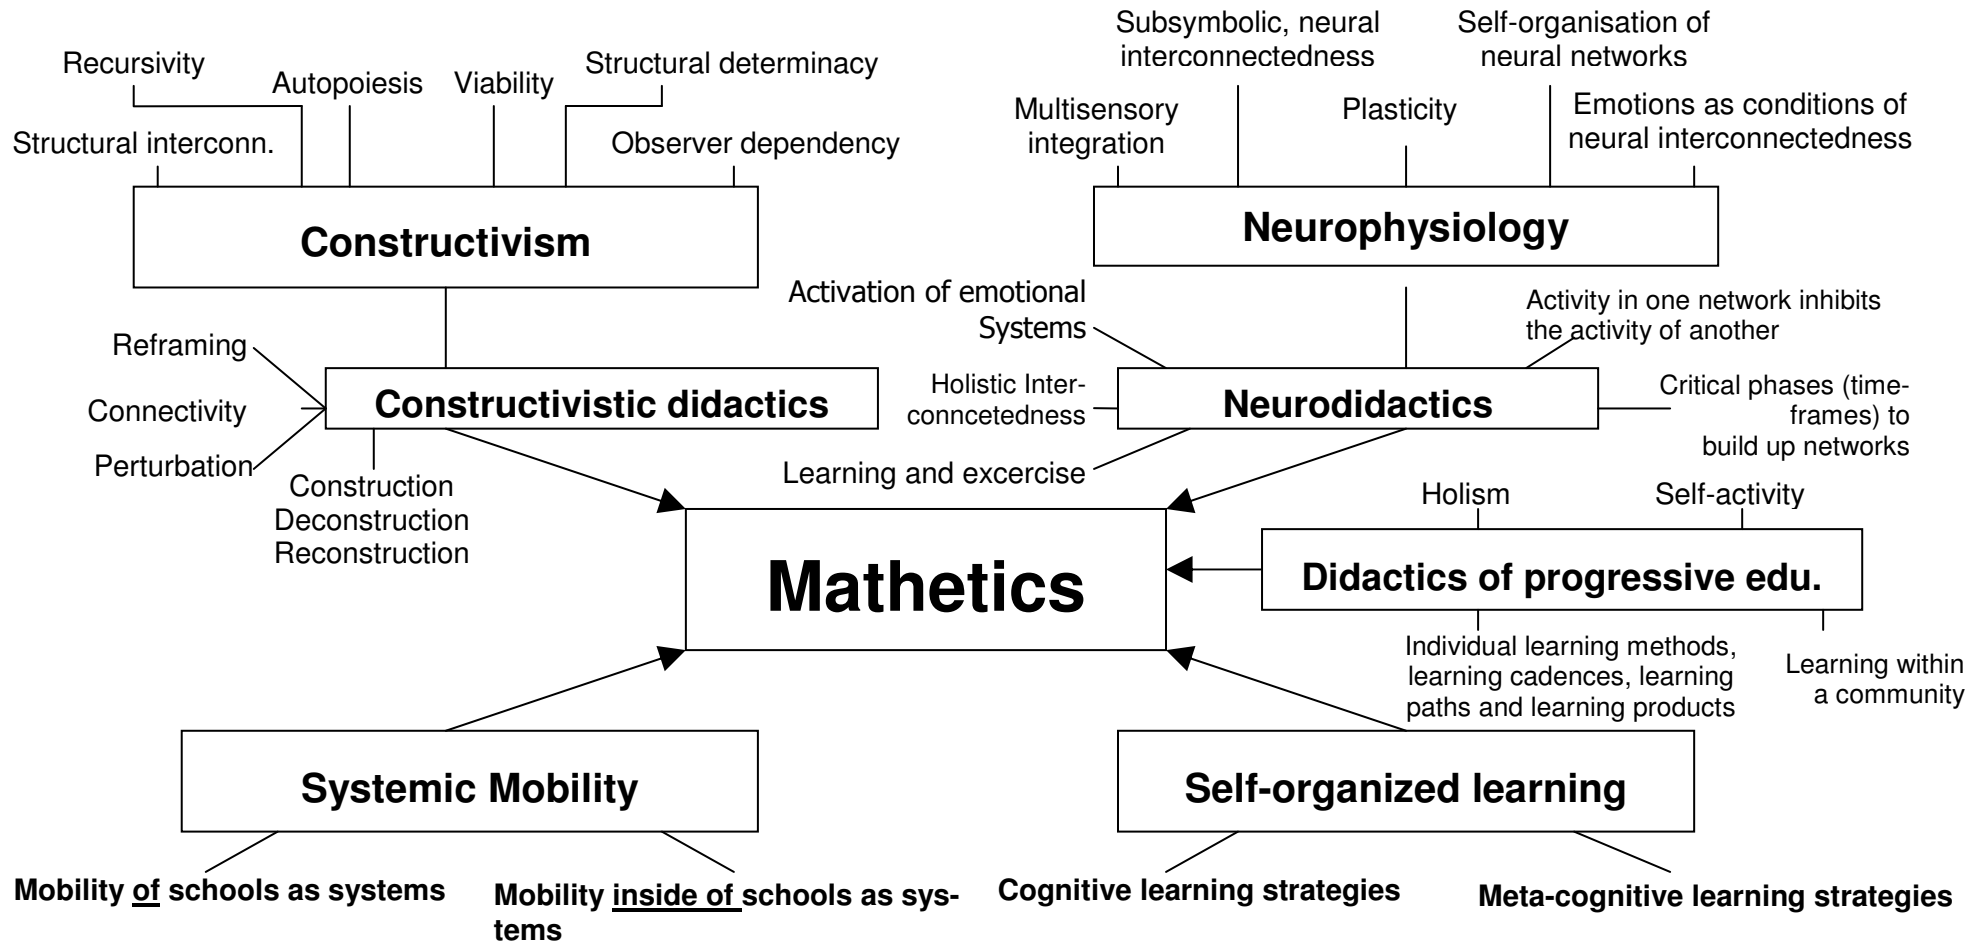 Recursivity
Autopoiesis
Viability
Structural determinacy
Structural interconn.
Observer dependency
Constructivism
Subsymbolic, neural
interconnectedness
Self-organisation of
neural networks
Multisensory
integration
Plasticity
Emotions as conditions of
neural interconnectedness
Neurophysiology
Reframing
Connectivity
Perturbation
Constructivistic didactics
Construction
Deconstruction
Reconstruction
Activation of emotional
Systems
Holistic Inter-
conncetedness
Learning and excercise
Neurodidactics
Activity in one network inhibits
the activity of another
Critical phases (time-
frames) to
build up networks
Mathetics
Holism
Self-activity
Didactics of progressive edu.
Individual learning methods,
learning cadences, learning
paths and learning products
Learning within
a community
Systemic Mobility
Mobility of schools as systems
Mobility inside of schools as sys-
tems
Self-organized learning
Cognitive learning strategies
Meta-cognitive learning strategies